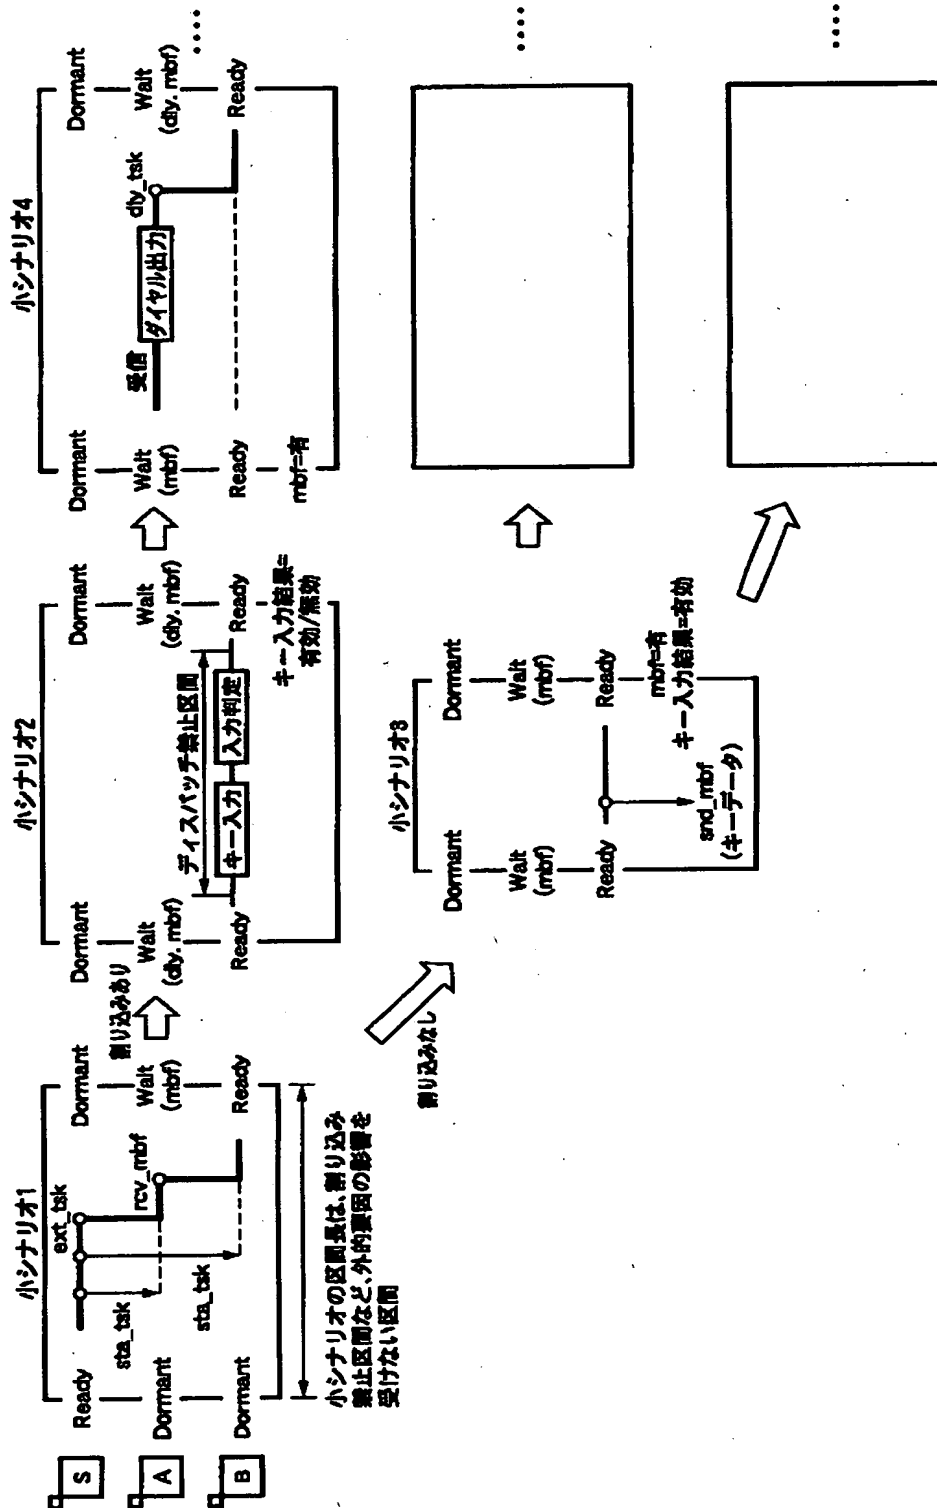 S
A
B
小シナリオ1
Ready
Dormant
Dormant
sta_tsk
sta_tsk
ext_tsk
rcv_mbf
Dormant
Wait
(mbf)
Ready
小シナリオの区間長は、割り込み
禁止区間など、外的要因の影響を
受けない区間
割り込みあり
割り込みなし
小シナリオ2
Dormant
Wait
(dly. mbf)
Ready
ディスパッチ禁止区間
キー入力
入力判定
Dormant
Wait
(dly. mbf)
Ready
キー入力結果=
有効/無効
小シナリオ3
Dormant
Wait
(mbf)
Ready
snd_mbf
(キーデータ)
Dormant
Wait
(mbf)
Ready
mbf=有
キー入力結果=有効
小シナリオ4
Dormant
Wait
(mbf)
Ready
mbf=有
受信
ダイヤル出力
dly_tsk
Dormant
Wait
(dly. mbf)
Ready
....
....
....